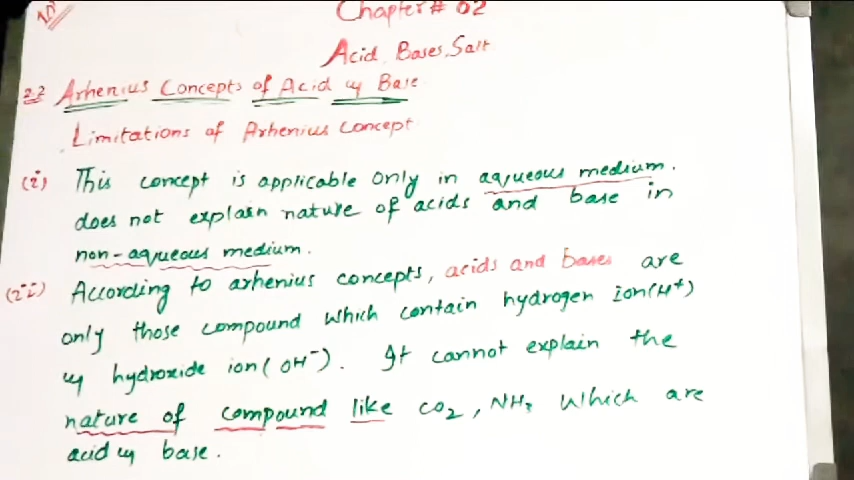 Chapter # 02
Acid, Bases, Salt
2.2 Arhenius Concepts of Acid & Base
Limitations of Arhenius concept
(i) This concept is applicable only in aqueous medium.
does not explain nature of acids and base in
non-aqueous medium.
(ii) According to arhenius concepts, acids and bases are
only those compound which contain hydrogen ion(H⁺)
& hydroxide ion(OH⁻). It cannot explain the
nature of compound like CO₂, NH₃ which are
acid & base.